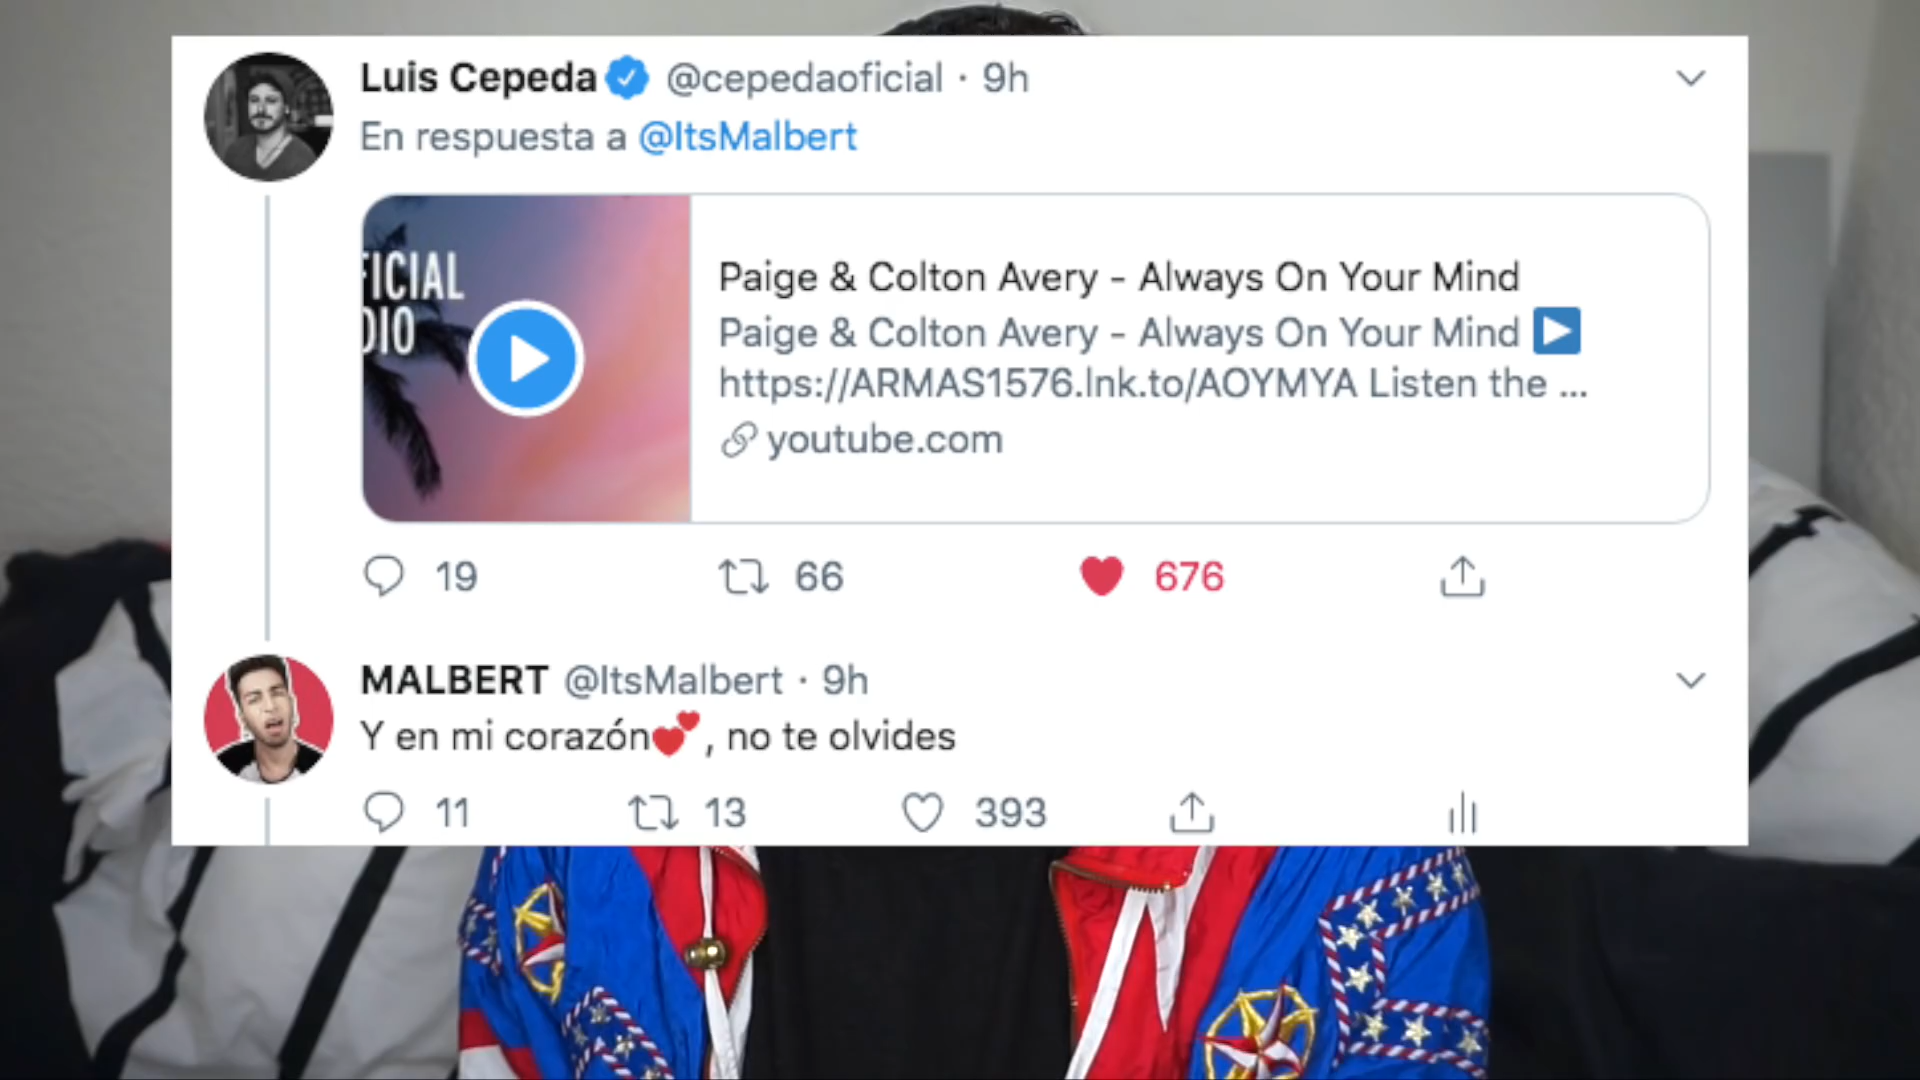 Luis Cepeda @cepedaoficial · 9h
En respuesta a @ItsMalbert
FICIAL
DIO
Paige & Colton Avery - Always On Your Mind
Paige & Colton Avery - Always On Your Mind ▶️
https://ARMAS1576.lnk.to/AOYMYA Listen the ...
youtube.com
19 66 676
MALBERT @ItsMalbert · 9h
Y en mi corazón💕, no te olvides
11 13 393